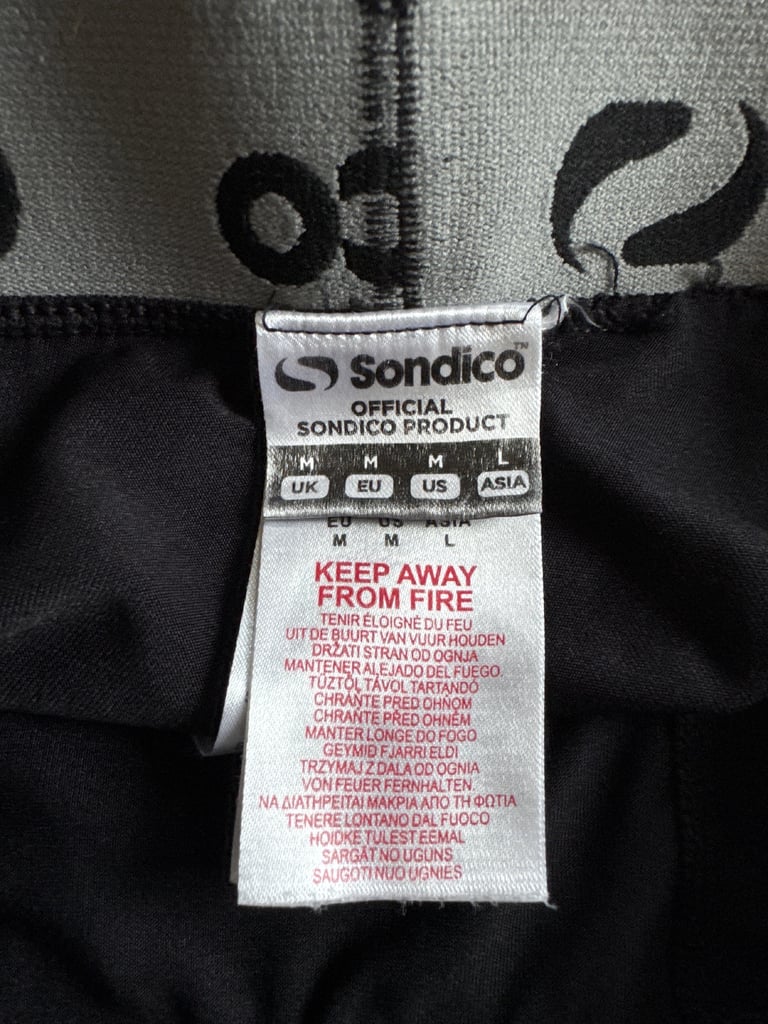 Sondico™
OFFICIAL
SONDICO PRODUCT
M M M L
UK EU US ASIA
EU US ASIA
M M L
KEEP AWAY
FROM FIRE
TENIR ÉLOIGNÉ DU FEU
UIT DE BUURT VAN VUUR HOUDEN
DRŽATI STRAN OD OGNJA
MANTENER ALEJADO DEL FUEGO.
TŰZTŐL TÁVOL TARTANDÓ
CHRÁŇTE PRED OHŇOM
CHRAŇTE PŘED OHNĚM
MANTER LONGE DO FOGO
GEYMIÐ FJARRI ELDI
TRZYMAJ Z DALA OD OGNIA
VON FEUER FERNHALTEN.
ΝΑ ΔΙΑΤΗΡΕΙΤΑΙ ΜΑΚΡΙΑ ΑΠΟ ΤΗ ΦΩΤΙΑ
TENERE LONTANO DAL FUOCO
HOIDKE TULEST EEMAL
SARGĀT NO UGUNS
SAUGOTI NUO UGNIES